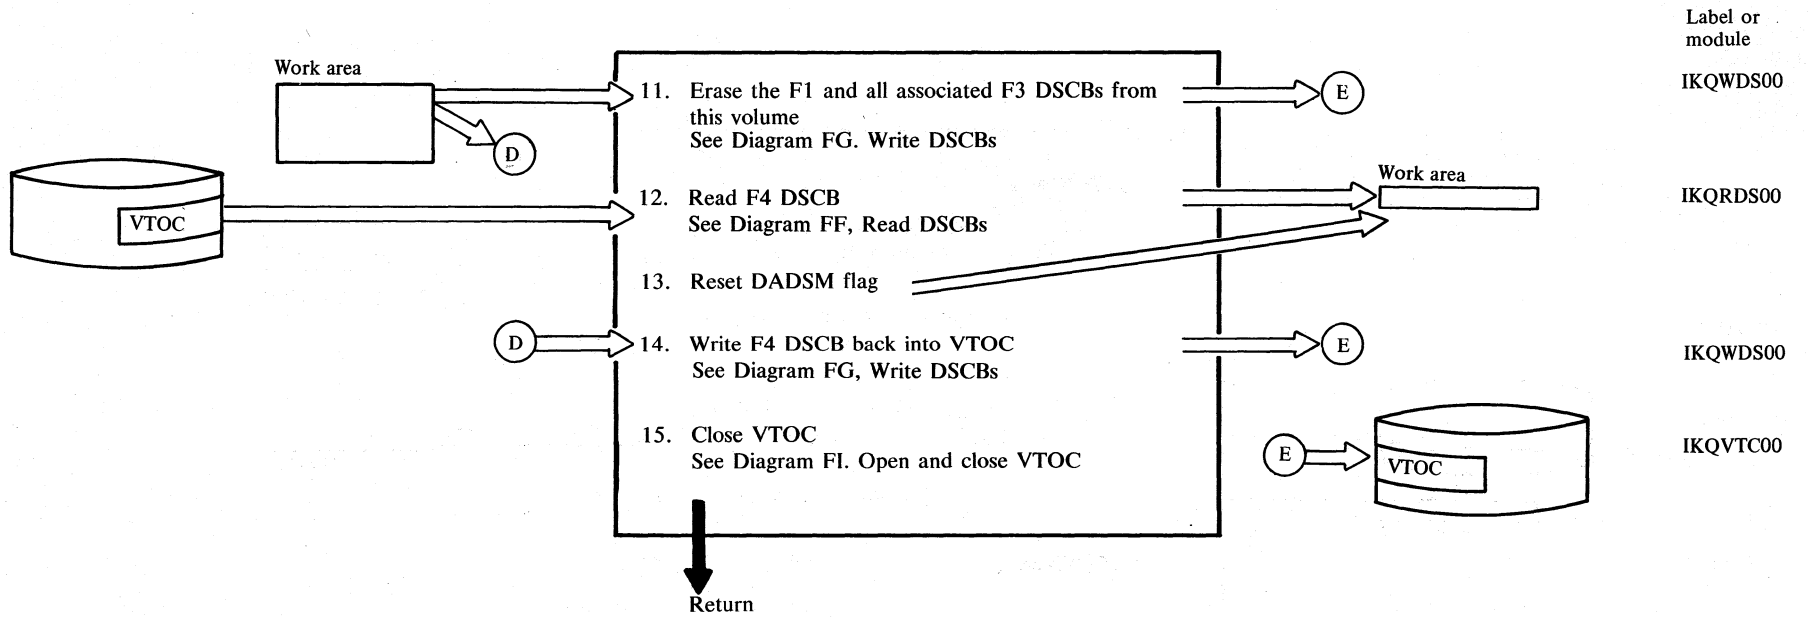 Label or
module
Work area
11. Erase the F1 and all associated F3 DSCBs from
this volume
See Diagram FG. Write DSCBs
E
IKQWDS00
D
VTOC
12. Read F4 DSCB
See Diagram FF, Read DSCBs
Work area
IKQRDS00
13. Reset DADSM flag
D
14. Write F4 DSCB back into VTOC
See Diagram FG, Write DSCBs
E
IKQWDS00
15. Close VTOC
See Diagram FI. Open and close VTOC
E
VTOC
IKQVTC00
Return